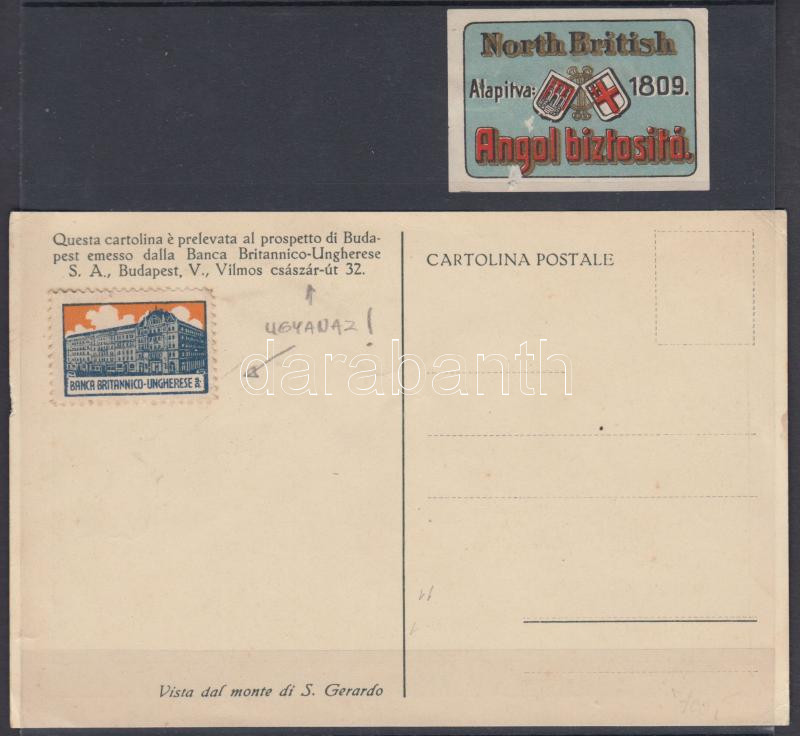 North British
Alapitva: 1809.
Angol biztositó.
Questa cartolina è prelevata al prospetto di Buda-
pest emesso dalla Banca Britannico-Ungherese
S. A., Budapest, V., Vilmos császár-út 32.
UGYANAZ!
BANCA BRITANNICO-UNGHERESE
CARTOLINA POSTALE
darabanth
Vista dal monte di S. Gerardo